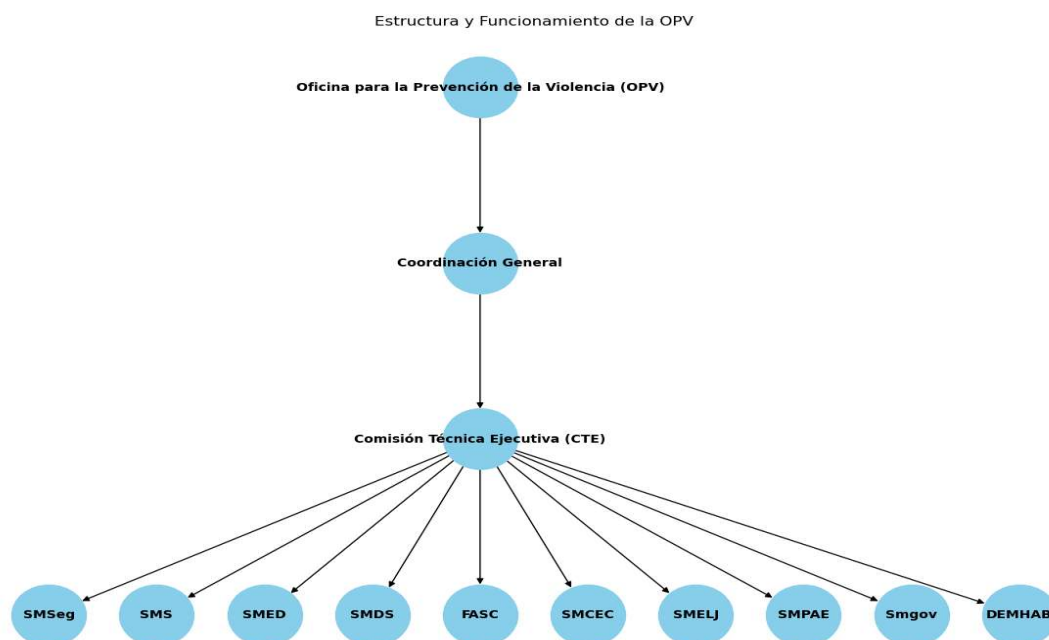 Estructura y Funcionamiento de la OPV
Oficina para la Prevención de la Violencia (OPV)
Coordinación General
Comisión Técnica Ejecutiva (CTE)
SMSeg SMS SMED SMDS FASC SMCEC SMELJ SMPAE Smgov DEMHAB